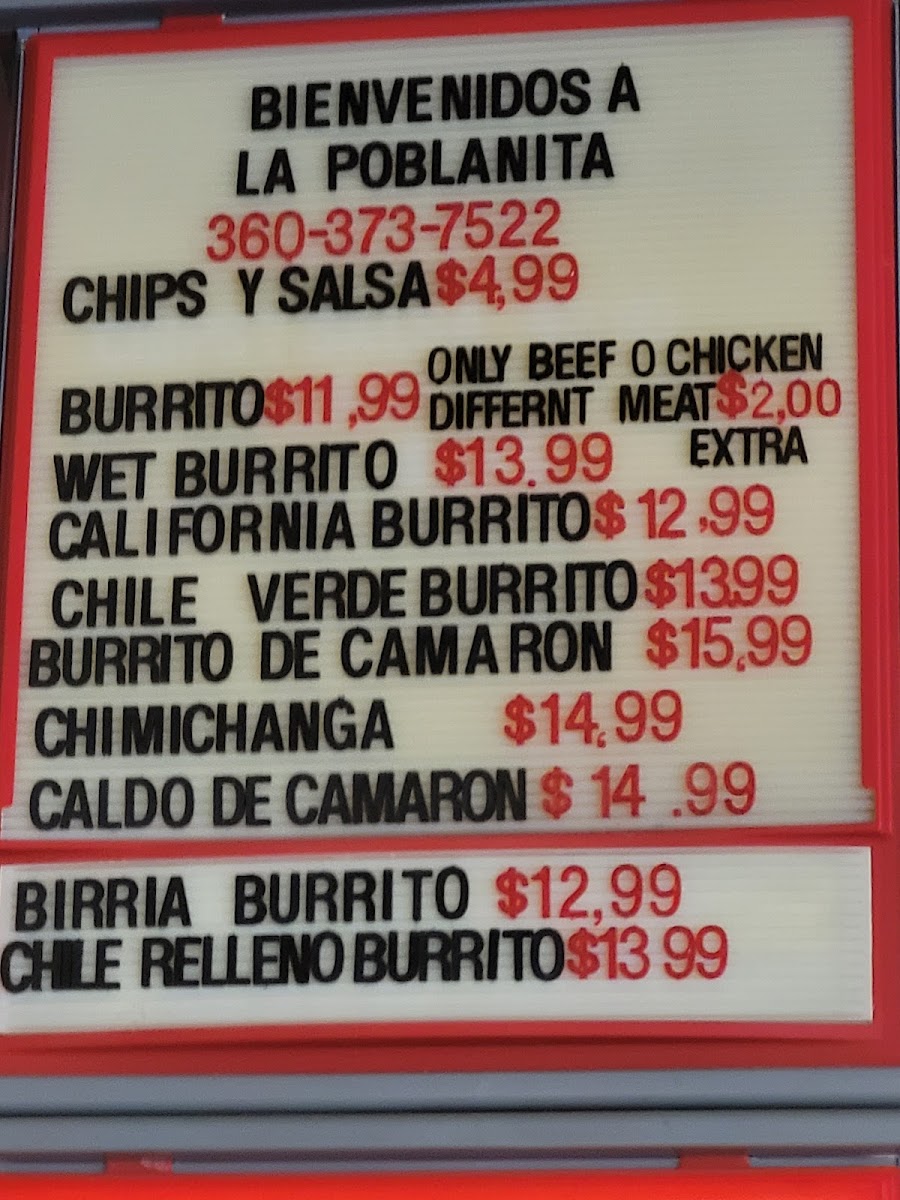 BIENVENIDOS A
LA POBLANITA
360-373-7522
CHIPS Y SALSA $4,99
ONLY BEEF O CHICKEN
BURRITO $11,99 DIFFERNT MEAT $2,00
EXTRA
WET BURRITO $13.99
CALIFORNIA BURRITO $12,99
CHILE VERDE BURRITO $13.99
BURRITO DE CAMARON $15,99
CHIMICHANGA $14,99
CALDO DE CAMARON $14.99
BIRRIA BURRITO $12,99
CHILE RELLENO BURRITO $13 99